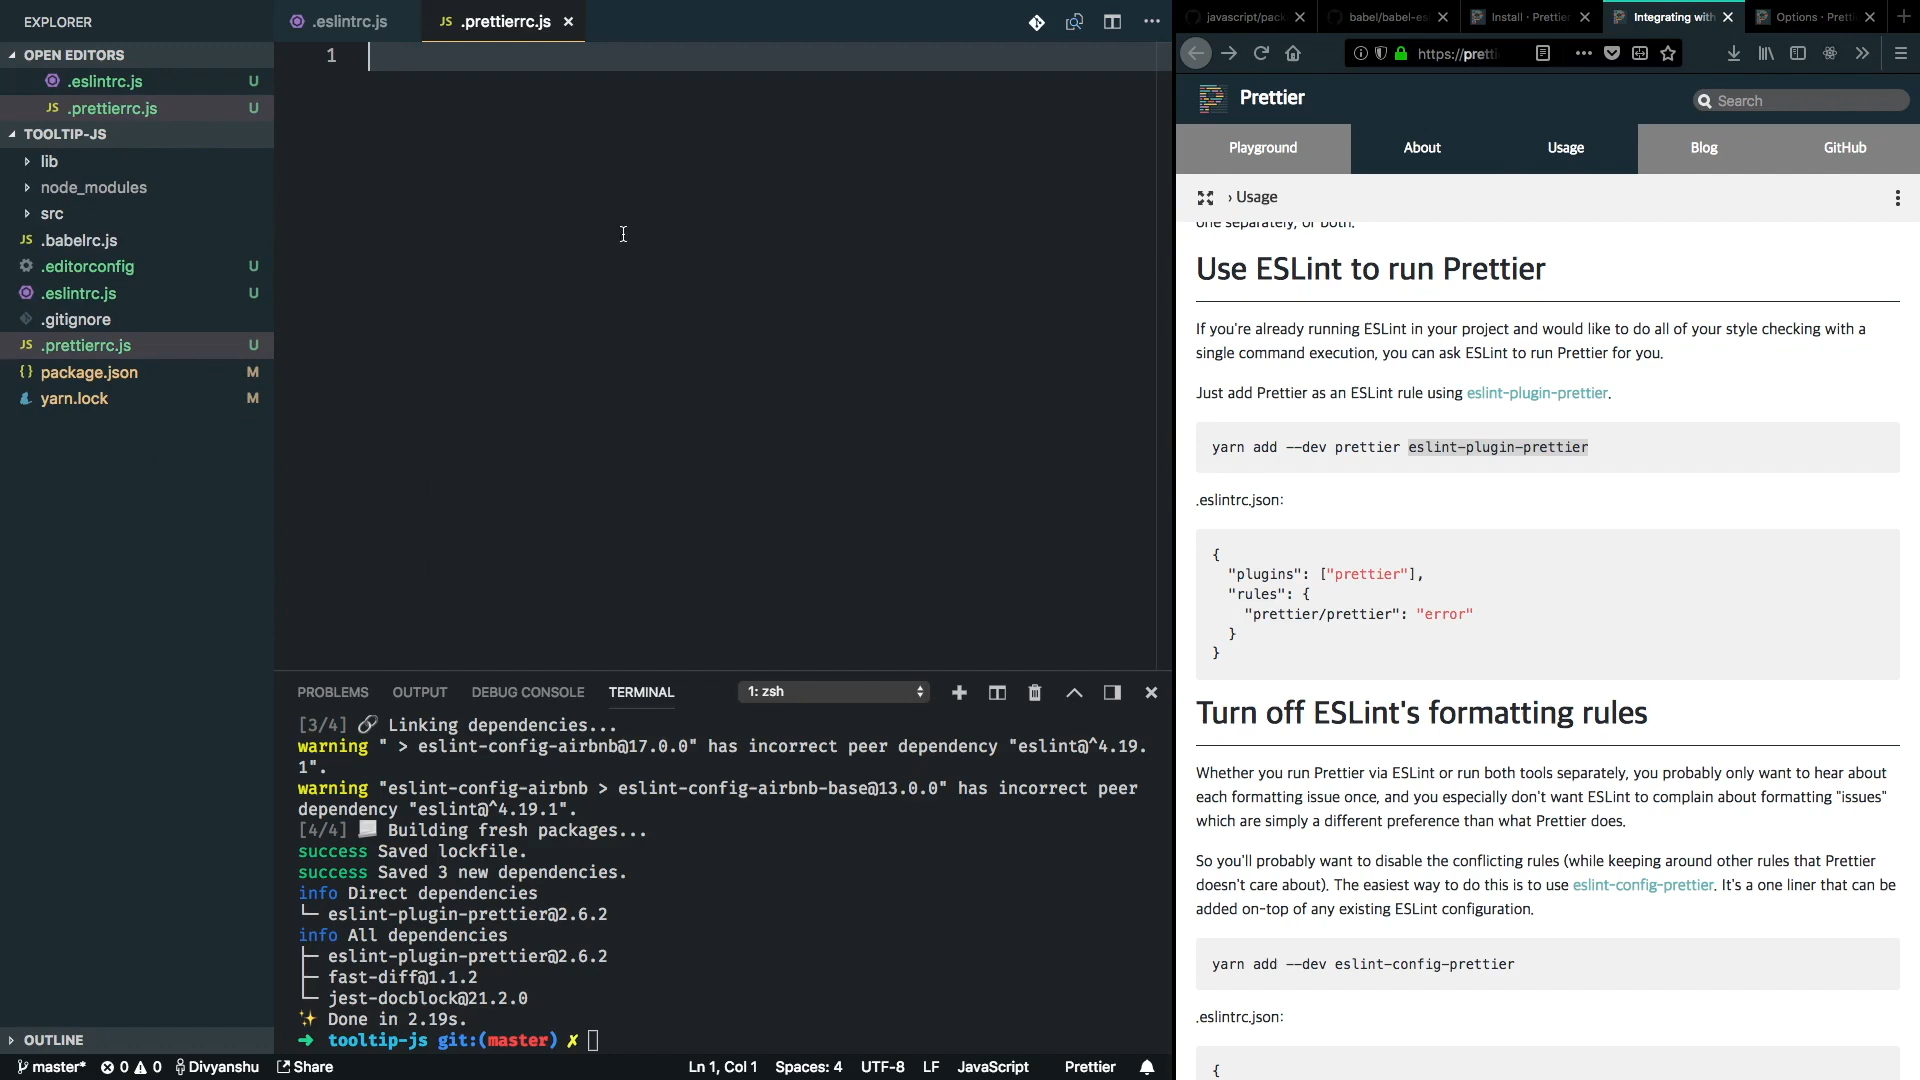 EXPLORER
OPEN EDITORS
.eslintrc.js U
JS .prettierrc.js U
TOOLTIP-JS
lib
node_modules
src
JS .babelrc.js
.editorconfig U
.eslintrc.js U
.gitignore
JS .prettierrc.js U
{} package.json M
yarn.lock M
OUTLINE
.eslintrc.js JS .prettierrc.js
1
PROBLEMS OUTPUT DEBUG CONSOLE TERMINAL 1: zsh
[3/4] 🔗 Linking dependencies...
warning " > eslint-config-airbnb@17.0.0" has incorrect peer dependency "eslint@^4.19.
1".
warning "eslint-config-airbnb > eslint-config-airbnb-base@13.0.0" has incorrect peer
dependency "eslint@^4.19.1".
[4/4] 📃 Building fresh packages...
success Saved lockfile.
success Saved 3 new dependencies.
info Direct dependencies
└─ eslint-plugin-prettier@2.6.2
info All dependencies
├─ eslint-plugin-prettier@2.6.2
├─ fast-diff@1.1.2
└─ jest-docblock@21.2.0
✨ Done in 2.19s.
➜ tooltip-js git:(master) ✗
master* 0 0 Divyanshu Share Ln 1, Col 1 Spaces: 4 UTF-8 LF JavaScript Prettier
javascript/pack babel/babel-es Install · Prettier Integrating with Options · Pretti
https://pretti
Prettier Search
Playground About Usage Blog GitHub
› Usage
one separately, or both.
Use ESLint to run Prettier
If you're already running ESLint in your project and would like to do all of your style checking with a
single command execution, you can ask ESLint to run Prettier for you.
Just add Prettier as an ESLint rule using eslint-plugin-prettier.
yarn add --dev prettier eslint-plugin-prettier
.eslintrc.json:
{
"plugins": ["prettier"],
"rules": {
"prettier/prettier": "error"
}
}
Turn off ESLint's formatting rules
Whether you run Prettier via ESLint or run both tools separately, you probably only want to hear about
each formatting issue once, and you especially don't want ESLint to complain about formatting "issues"
which are simply a different preference than what Prettier does.
So you'll probably want to disable the conflicting rules (while keeping around other rules that Prettier
doesn't care about). The easiest way to do this is to use eslint-config-prettier. It's a one liner that can be
added on-top of any existing ESLint configuration.
yarn add --dev eslint-config-prettier
.eslintrc.json:
{